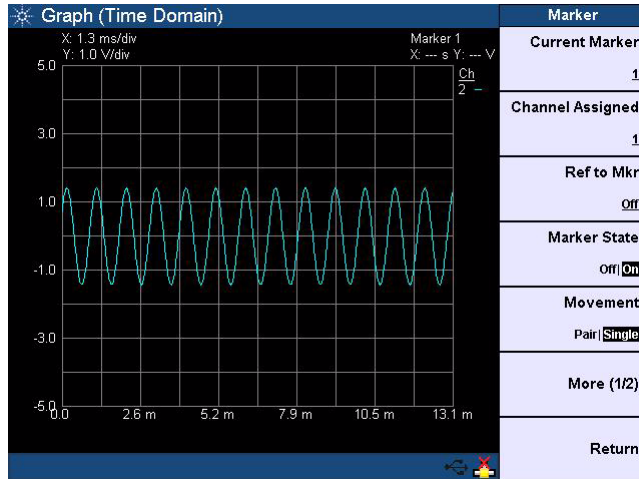 Graph (Time Domain)
X: 1.3 ms/div
Y: 1.0 V/div
Marker 1
X: --- s Y: --- V
Ch
2 –
5.0
3.0
1.0
-1.0
-3.0
-5.0
0.0
2.6 m
5.2 m
7.9 m
10.5 m
13.1 m
Marker
Current Marker
1
Channel Assigned
1
Ref to Mkr
Off
Marker State
Off|On
Movement
Pair|Single
More (1/2)
Return